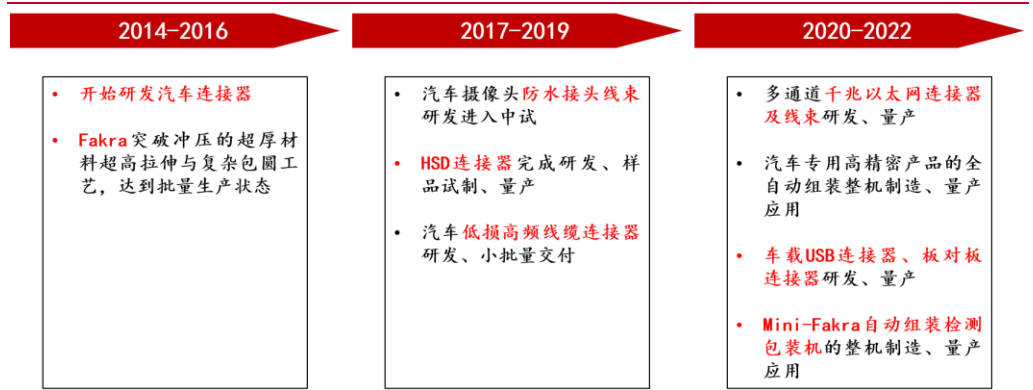 2014-2016
• 开始研发汽车连接器
• Fakra突破冲压的超厚材
料超高拉伸与复杂包圆工
艺，达到批量生产状态
2017-2019
• 汽车摄像头防水接头线束
研发进入中试
• HSD连接器完成研发、样
品试制、量产
• 汽车低损高频线缆连接器
研发、小批量交付
2020-2022
• 多通道千兆以太网连接器
及线束研发、量产
• 汽车专用高精密产品的全
自动组装整机制造、量产
应用
• 车载USB连接器、板对板
连接器研发、量产
• Mini-Fakra自动组装检测
包装机的整机制造、量产
应用